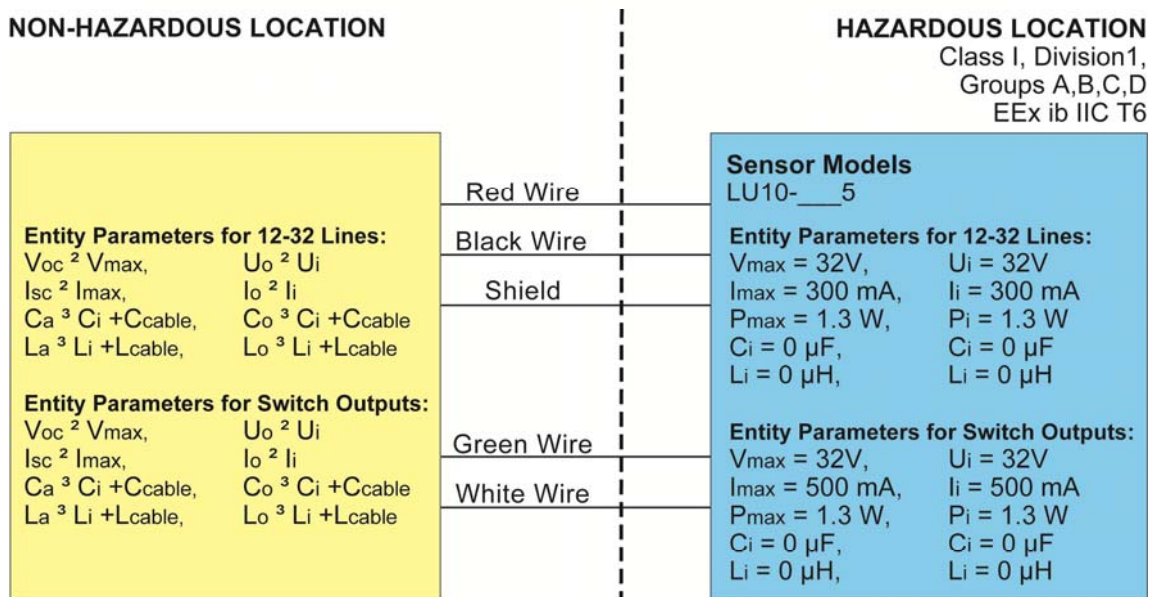 NON-HAZARDOUS LOCATION
HAZARDOUS LOCATION
Class I, Division1,
Groups A,B,C,D
EEx ib IIC T6
Entity Parameters for 12-32 Lines:
Voc ² Vmax, Uo ² Ui
Isc ² Imax, Io ² Ii
Ca ³ Ci +Ccable, Co ³ Ci +Ccable
La ³ Li +Lcable, Lo ³ Li +Lcable
Entity Parameters for Switch Outputs:
Voc ² Vmax, Uo ² Ui
Isc ² Imax, Io ² Ii
Ca ³ Ci +Ccable, Co ³ Ci +Ccable
La ³ Li +Lcable, Lo ³ Li +Lcable
Red Wire
Black Wire
Shield
Green Wire
White Wire
Sensor Models
LU10-___5
Entity Parameters for 12-32 Lines:
Vmax = 32V, Ui = 32V
Imax = 300 mA, Ii = 300 mA
Pmax = 1.3 W, Pi = 1.3 W
Ci = 0 µF, Ci = 0 µF
Li = 0 µH, Li = 0 µH
Entity Parameters for Switch Outputs:
Vmax = 32V, Ui = 32V
Imax = 500 mA, Ii = 500 mA
Pmax = 1.3 W, Pi = 1.3 W
Ci = 0 µF, Ci = 0 µF
Li = 0 µH, Li = 0 µH